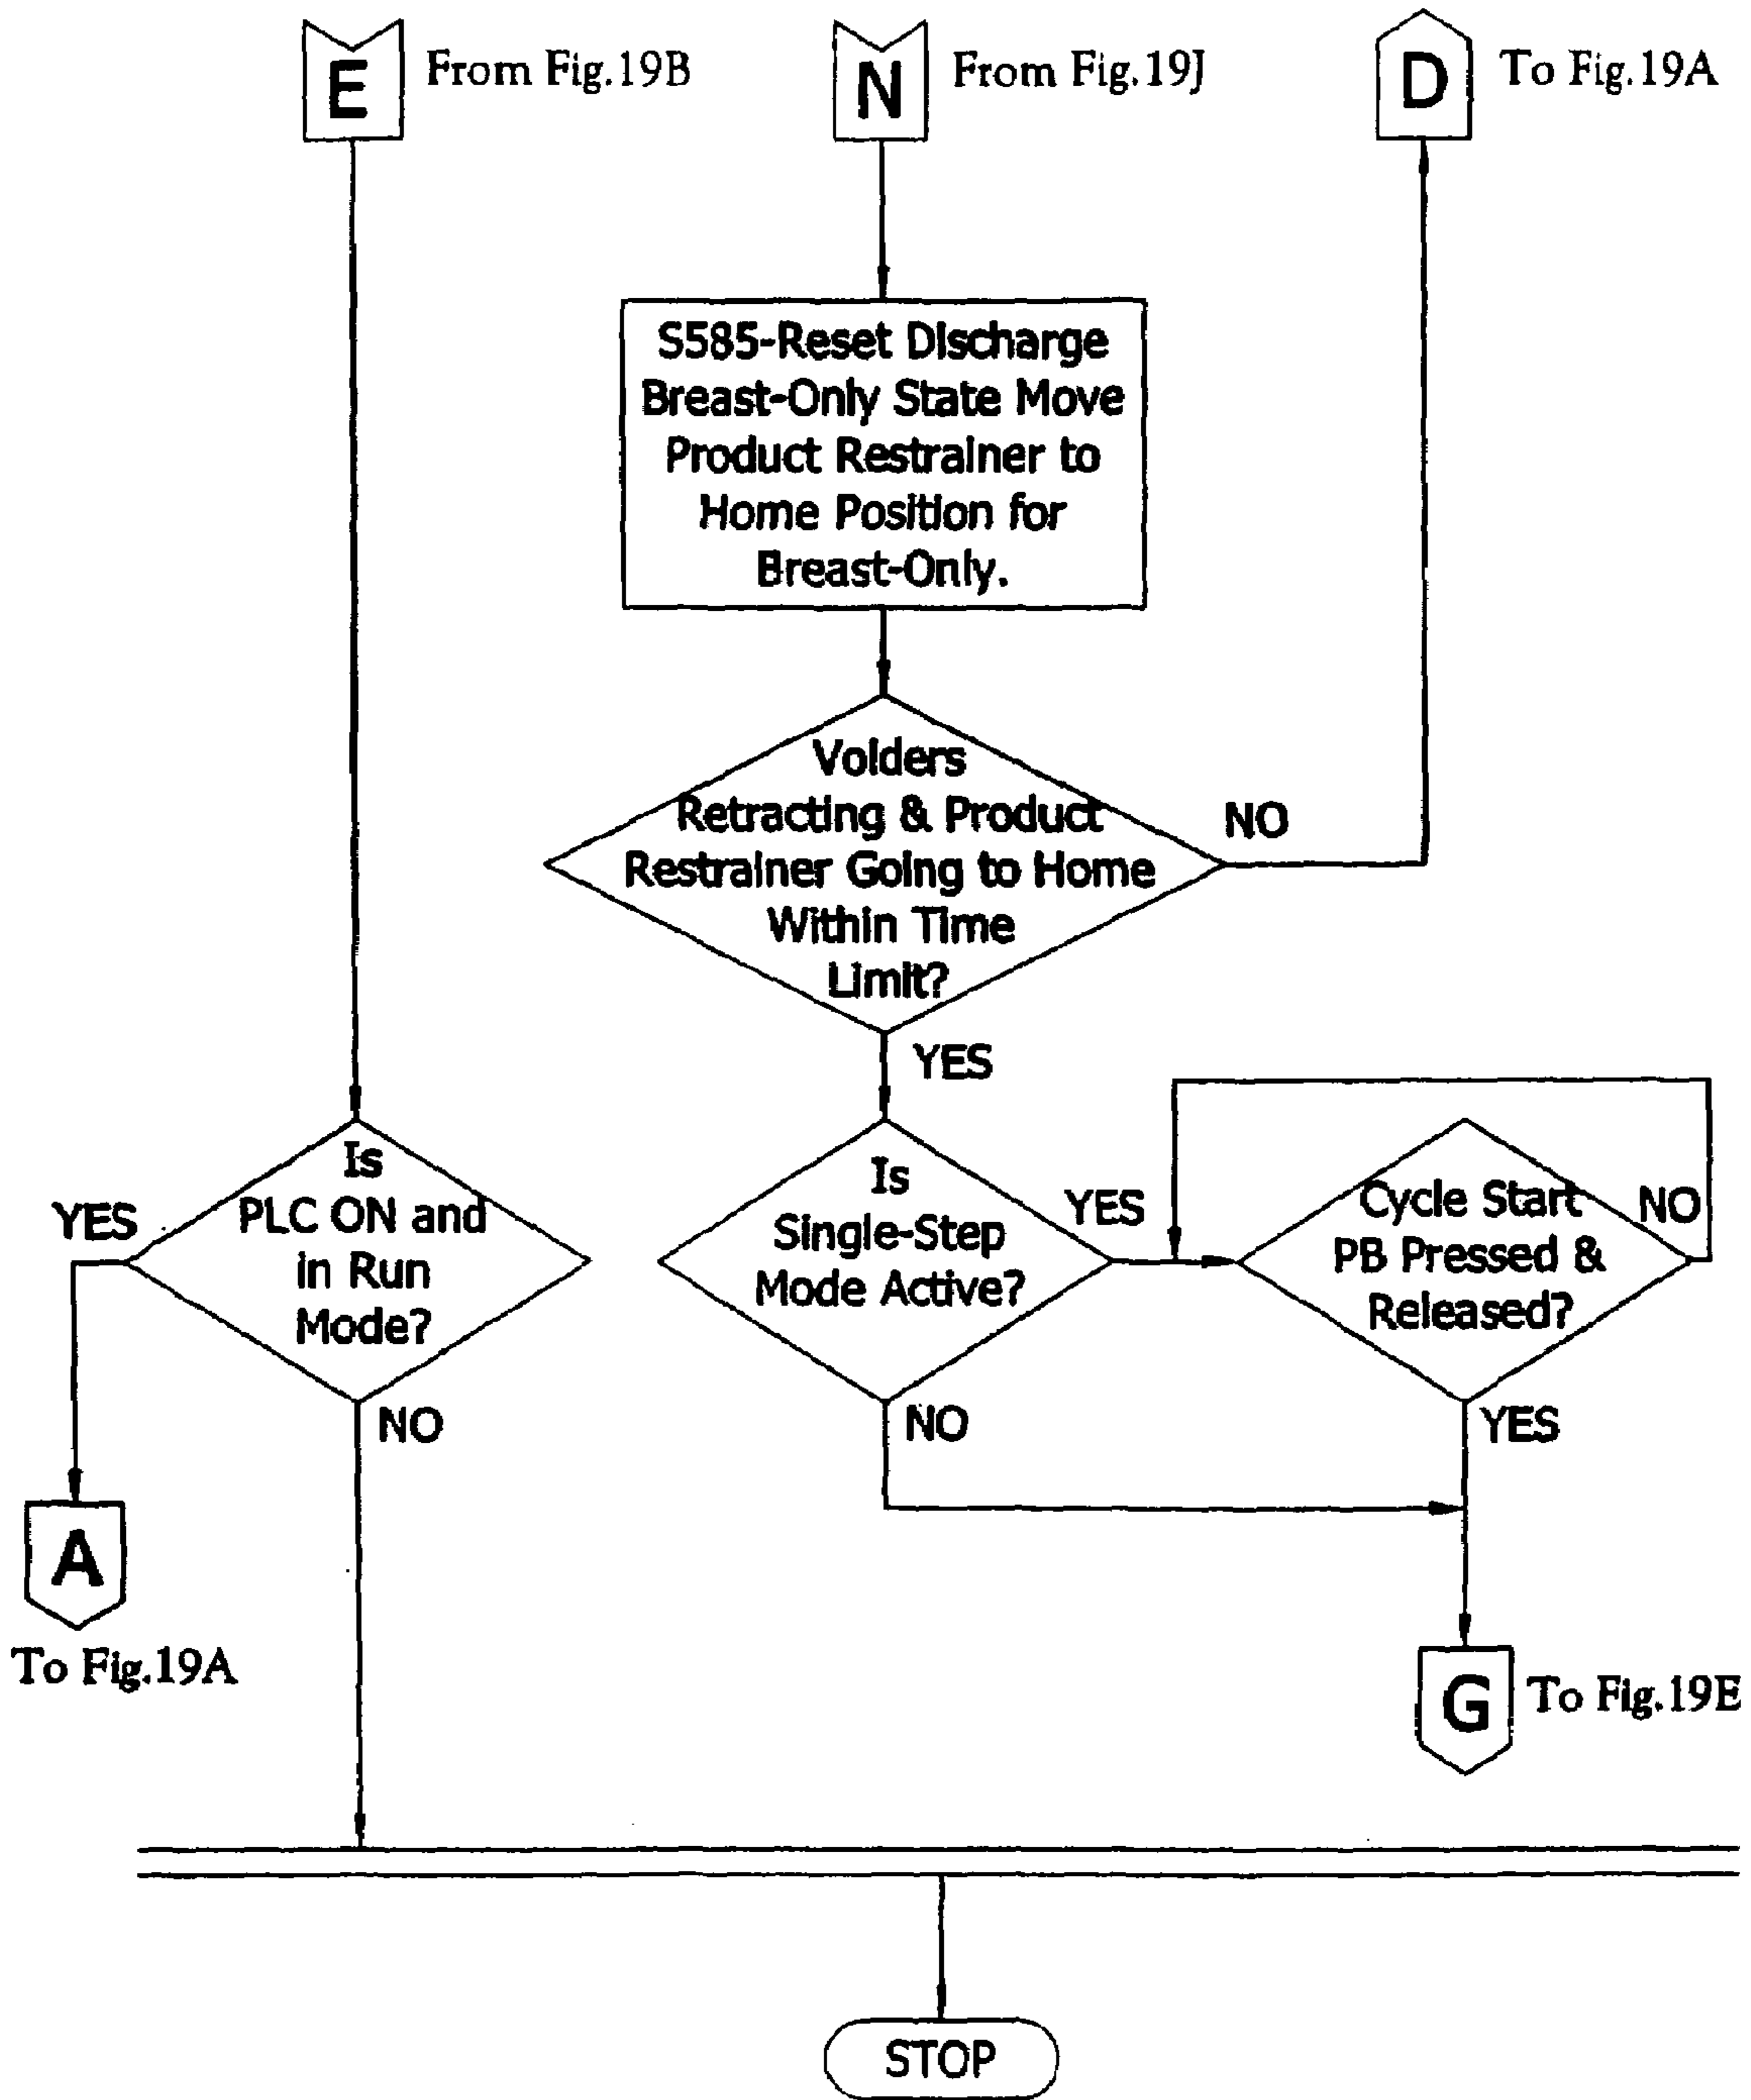 E From Fig.19B
N From Fig.19J
D To Fig.19A
S585-Reset Discharge
Breast-Only State Move
Product Restrainer to
Home Position for
Breast-Only.
Volders
Retracting & Product
Restrainer Going to Home
Within Time
Limit?
NO
YES
Is
PLC ON and
in Run
Mode?
YES
NO
Is
Single-Step
Mode Active?
YES
NO
Cycle Start
PB Pressed &
Released?
NO
YES
A
To Fig.19A
G To Fig.19E
STOP